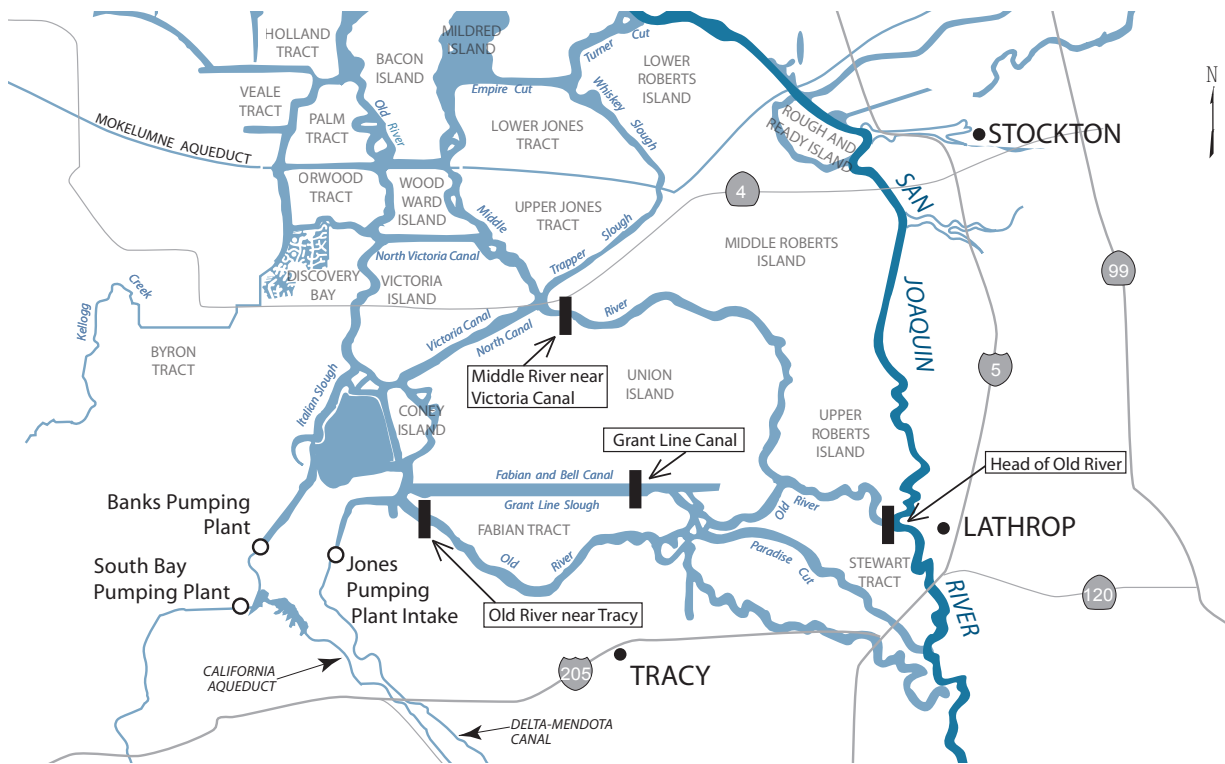 HOLLAND
TRACT
MILDRED
ISLAND
BACON
ISLAND
Turner Cut
LOWER
ROBERTS
ISLAND
N
VEALE
TRACT
PALM
TRACT
Old River
Empire Cut
Whiskey Slough
LOWER JONES
TRACT
ROUGH AND
READY ISLAND
STOCKTON
MOKELUMNE AQUEDUCT
ORWOOD
TRACT
WOOD
WARD
ISLAND
Middle
UPPER JONES
TRACT
4
SAN
JOAQUIN
RIVER
Trapper Slough
MIDDLE ROBERTS
ISLAND
North Victoria Canal
DISCOVERY
BAY
VICTORIA
ISLAND
99
Kellogg Creek
BYRON
TRACT
Victoria Canal
North Canal
River
Middle River near
Victoria Canal
UNION
ISLAND
5
Italian Slough
CONEY
ISLAND
UPPER
ROBERTS
ISLAND
Grant Line Canal
Head of Old River
Fabian and Bell Canal
Grant Line Slough
Old River
Banks Pumping
Plant
FABIAN TRACT
LATHROP
Old River
Paradise Cut
STEWART
TRACT
South Bay
Pumping Plant
Jones
Pumping
Plant Intake
Old River near Tracy
120
CALIFORNIA
AQUEDUCT
205
TRACY
DELTA-MENDOTA
CANAL